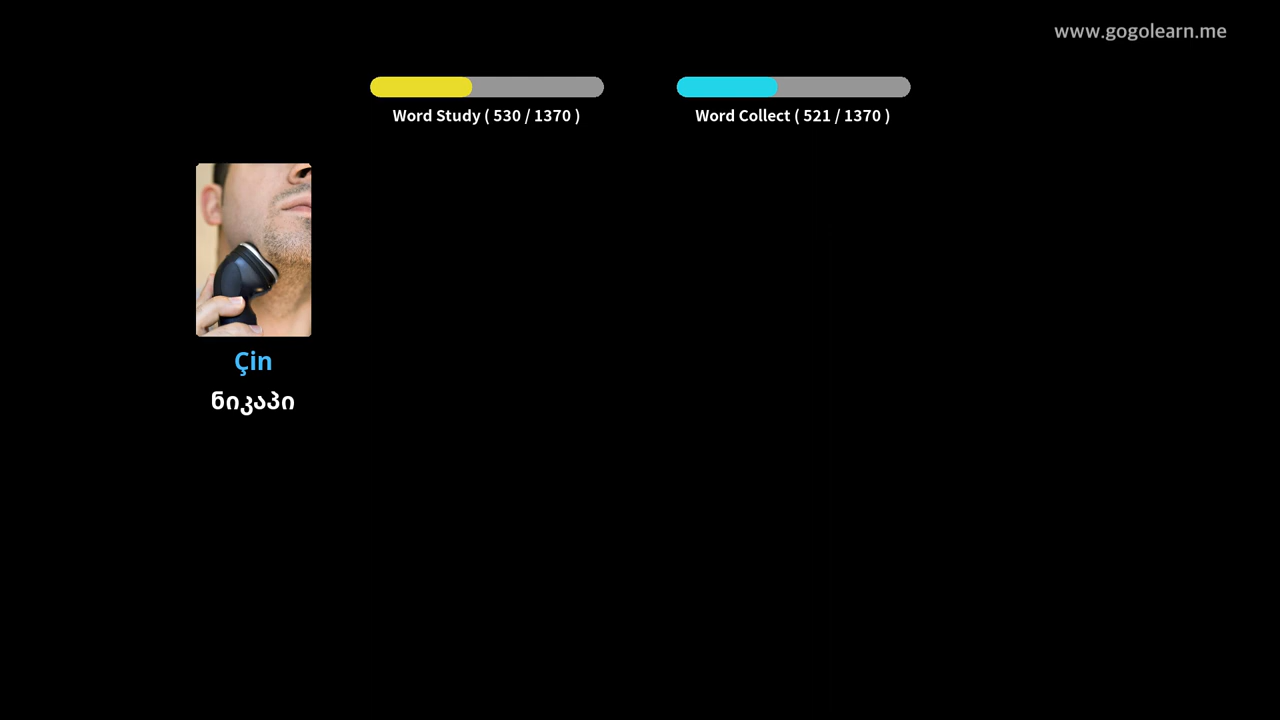 www.gogolearn.me
Word Study ( 530 / 1370 )
Word Collect ( 521 / 1370 )
Çin
ნიკაპი